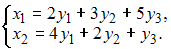 x₁ = 2y₁ + 3y₂ + 5y₃,
x₂ = 4y₁ + 2y₂ + y₃.